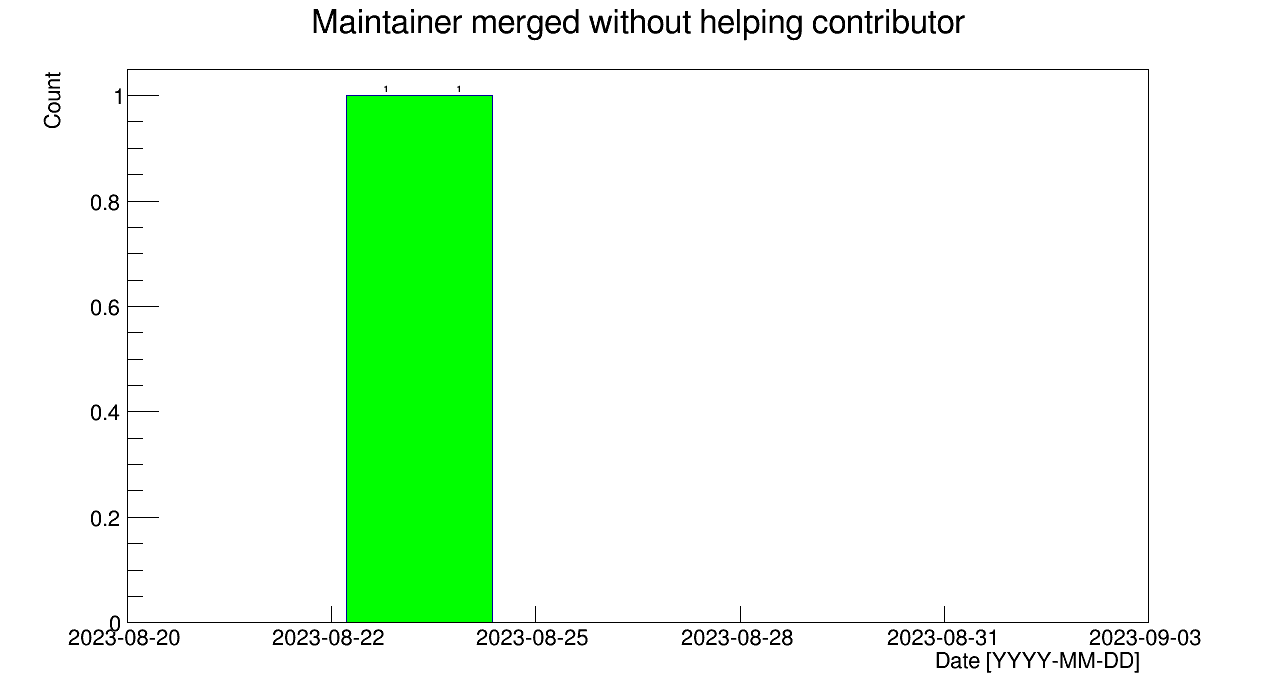 Maintainer merged without helping contributor
Count
1
1 1
0.8
0.6
0.4
0.2
0
2023-08-20 2023-08-22 2023-08-25 2023-08-28 2023-08-31 2023-09-03
Date [YYYY-MM-DD]